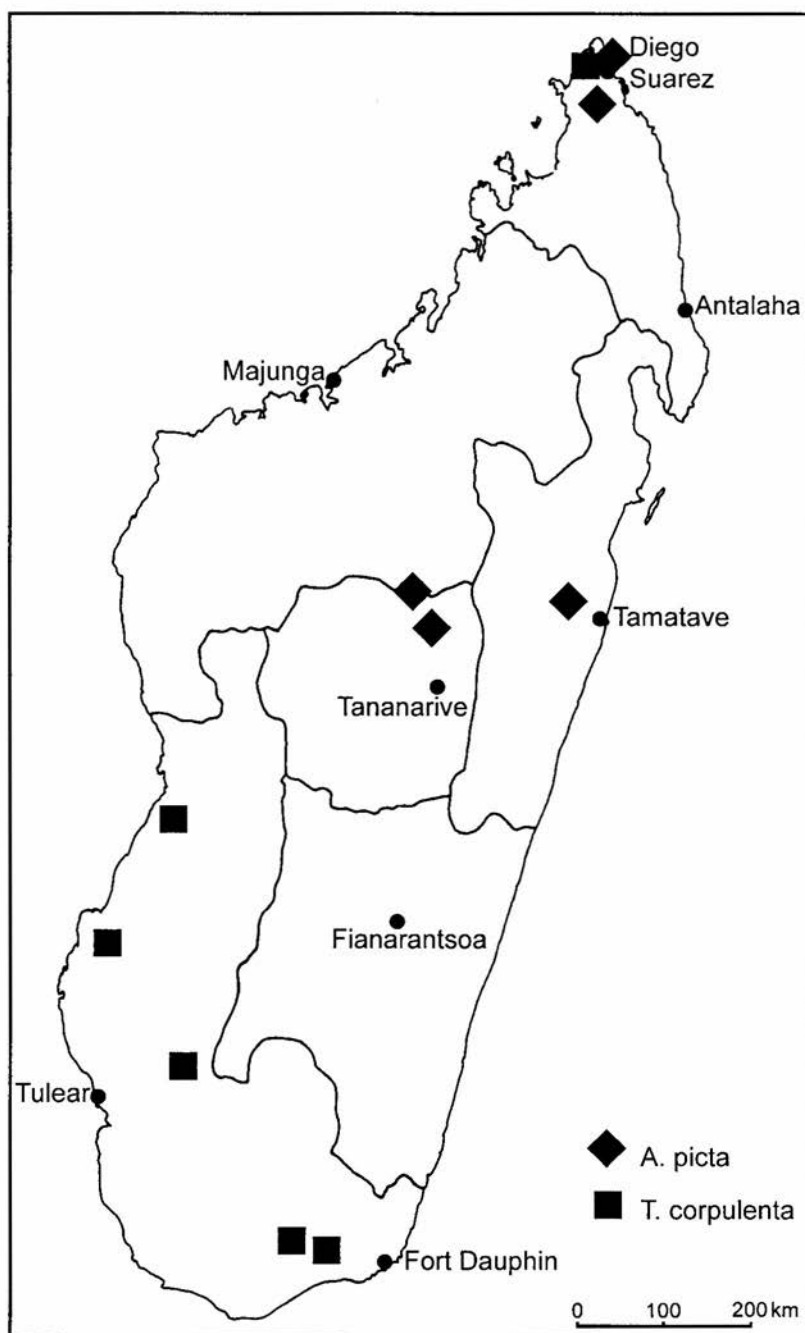 Diego
Suarez
Antalaha
Majunga
Tamatave
Tananarive
Fianarantsoa
Tulear
A. picta
T. corpulenta
Fort Dauphin
0 100 200 km